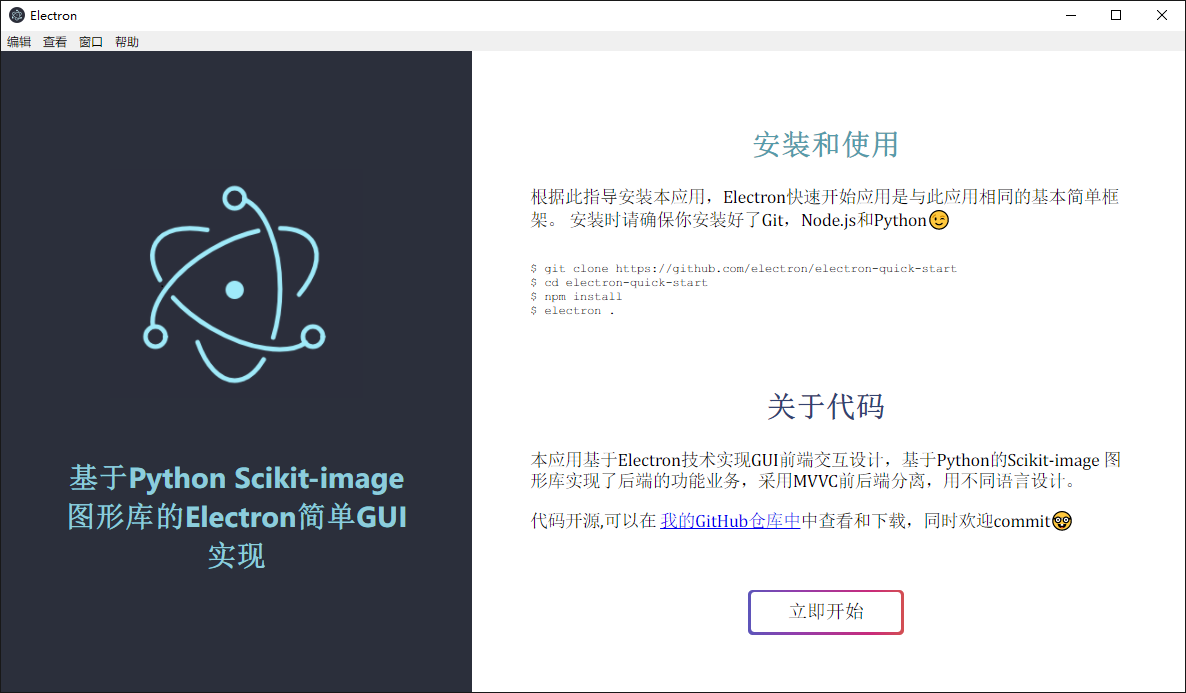 Electron
编辑 查看 窗口 帮助
基于Python Scikit-image
图形库的Electron简单GUI
实现
安装和使用
根据此指导安装本应用，Electron快速开始应用是与此应用相同的基本简单框
架。 安装时请确保你安装好了Git，Node.js和Python😉
$ git clone https://github.com/electron/electron-quick-start
$ cd electron-quick-start
$ npm install
$ electron .
关于代码
本应用基于Electron技术实现GUI前端交互设计，基于Python的Scikit-image 图
形库实现了后端的功能业务，采用MVVC前后端分离，用不同语言设计。
代码开源,可以在 我的GitHub仓库中中查看和下载，同时欢迎commit🤓
立即开始